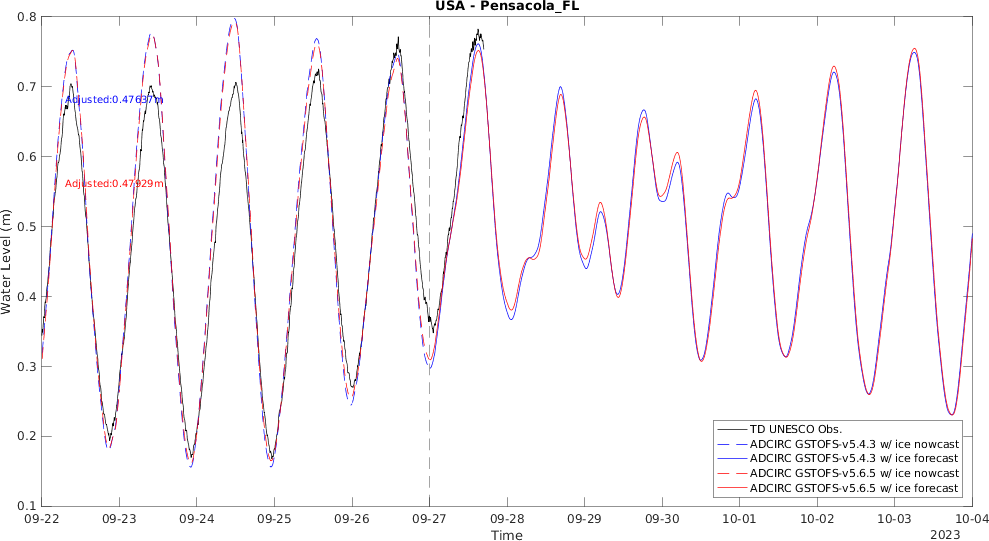 USA - Pensacola_FL
0.8
0.7
0.6
0.5
0.4
0.3
0.2
0.1
Water Level (m)
Adjusted:0.47637m
Adjusted:0.47929m
TD UNESCO Obs.
ADCIRC GSTOFS-v5.4.3 w/ ice nowcast
ADCIRC GSTOFS-v5.4.3 w/ ice forecast
ADCIRC GSTOFS-v5.6.5 w/ ice nowcast
ADCIRC GSTOFS-v5.6.5 w/ ice forecast
09-22 09-23 09-24 09-25 09-26 09-27 09-28 09-29 09-30 10-01 10-02 10-03 10-04
Time
2023